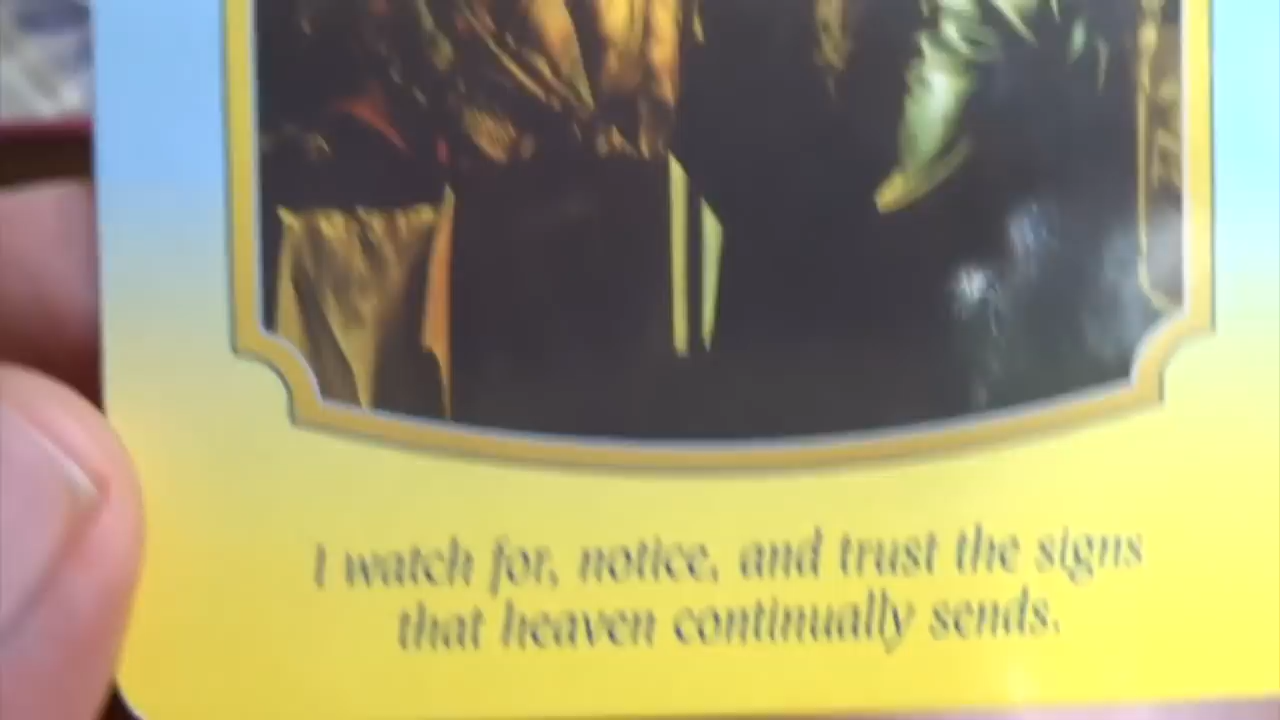 I watch for, notice, and trust the signs
that heaven continually sends.